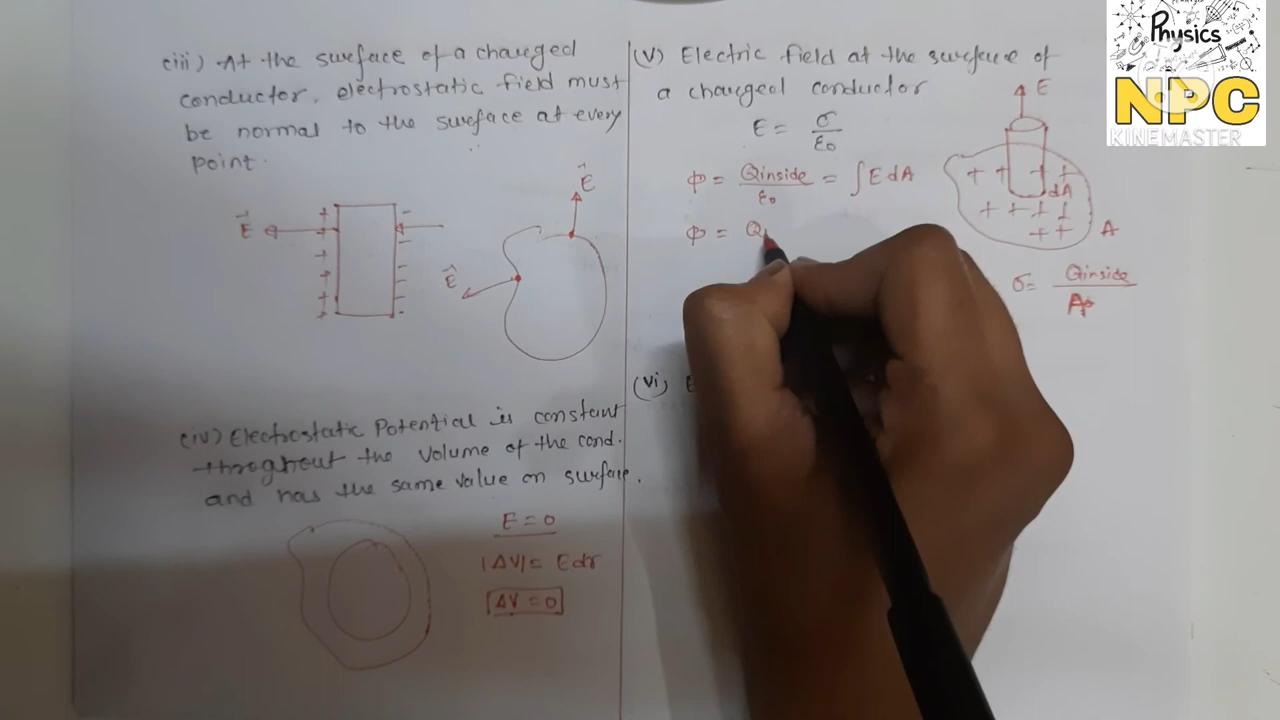 (iii) At the surface of a charged
conductor, electrostatic field must
be normal to the surface at every
point.
E
E
E
(iv) Electrostatic Potential is constant
throghout the volume of the cond.
and has the same value on surface.
E = 0
|ΔV| = E dr
ΔV = 0
(V) Electric field at the surface of
a charged conductor
E = σ/ε0
Φ = Qinside/ε0 = ∫E dA
Φ = Q
E
dA
A
σ = Qinside/A
(vi) E
Physics
NPC
KINEMASTER